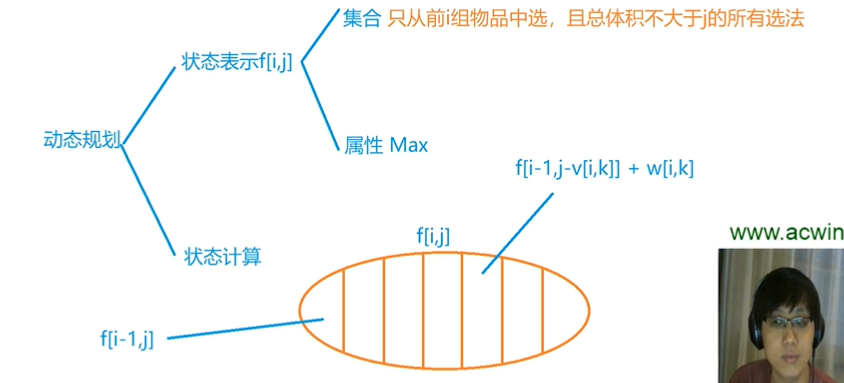 集合 只从前i组物品中选，且总体积不大于j的所有选法
状态表示f[i,j]
动态规划
属性 Max
f[i-1,j-v[i,k]] + w[i,k]
www.acwin
f[i,j]
状态计算
f[i-1,j]